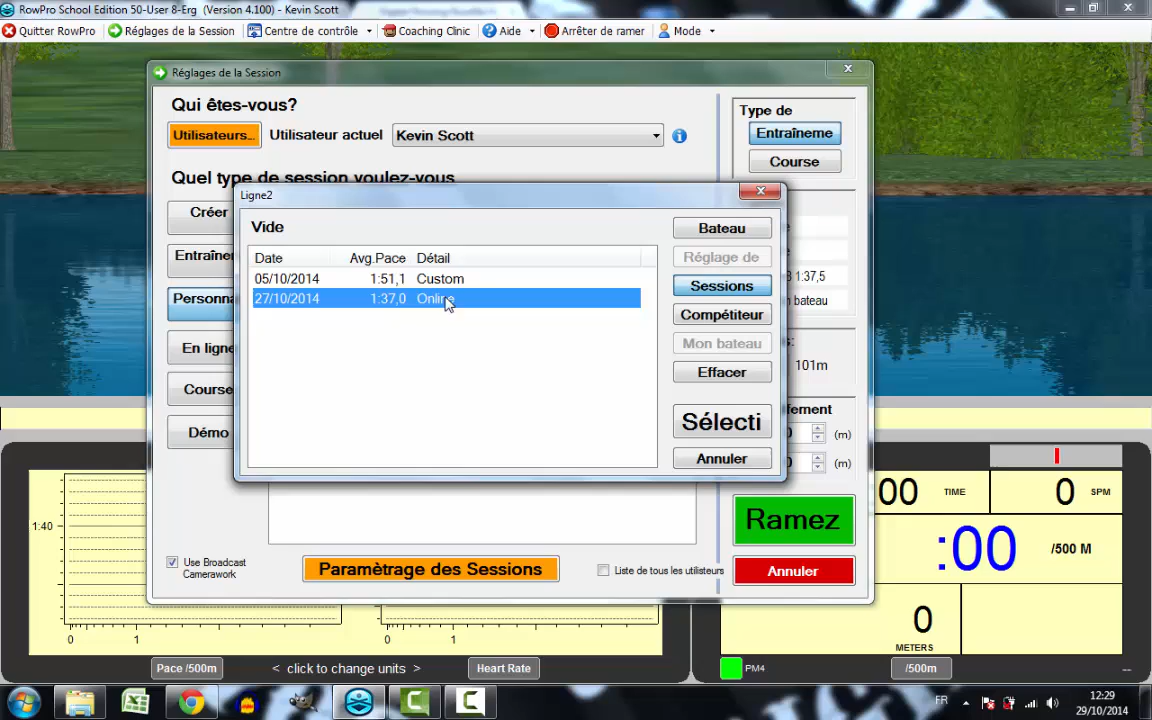 RowPro School Edition 50-User 8-Erg (Version 4.100) - Kevin Scott
Quitter RowPro Réglages de la Session Centre de contrôle Coaching Clinic Aide Arrêter de ramer Mode
Réglages de la Session
Qui êtes-vous?
Utilisateurs... Utilisateur actuel Kevin Scott
Type de
Entraîneme
Course
Quel type de session voulez-vous
Créer
Entraîne
Personna
En ligne
Course
Démo
Ligne2
Vide
Date Avg.Pace Détail
05/10/2014 1:51,1 Custom
27/10/2014 1:37,0 Online
Bateau
Réglage de
Sessions
Compétiteur
Mon bateau
Effacer
Sélecti
Annuler
1:37,5
bateau
101m
(m)
(m)
Ramez
Annuler
Use Broadcast
Camerawork
Paramètrage des Sessions
Liste de tous les utilisteurs
1:40
0 1
0 1
Pace /500m < click to change units > Heart Rate
00 TIME 0 SPM
:00 /500 M
0
METERS
PM4 /500m --
FR
12:29
29/10/2014